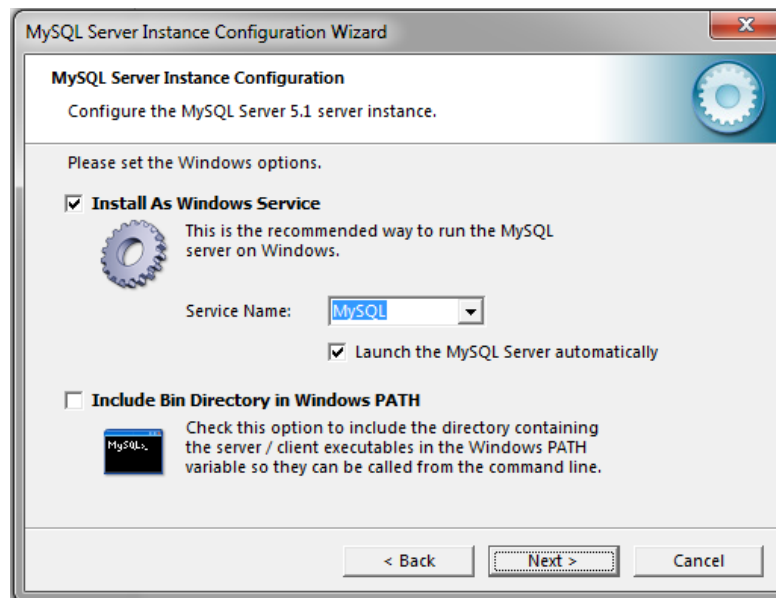 MySQL Server Instance Configuration Wizard
MySQL Server Instance Configuration
Configure the MySQL Server 5.1 server instance.
Please set the Windows options.
Install As Windows Service
This is the recommended way to run the MySQL
server on Windows.
Service Name: MySQL
Launch the MySQL Server automatically
Include Bin Directory in Windows PATH
MySQL>_
Check this option to include the directory containing
the server / client executables in the Windows PATH
variable so they can be called from the command line.
< Back Next > Cancel